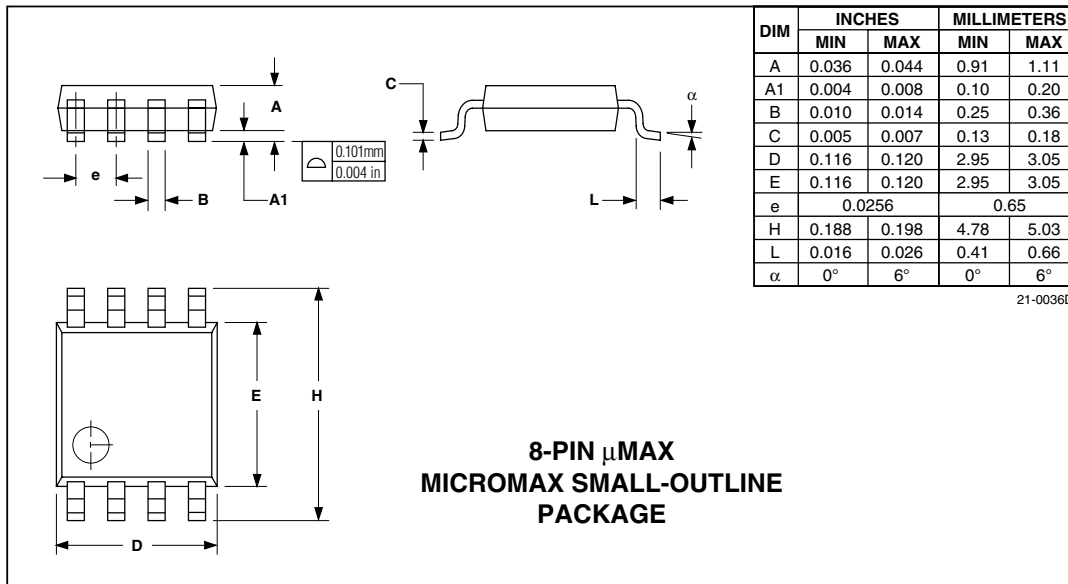 DIM INCHES MILLIMETERS
MIN MAX MIN MAX
A 0.036 0.044 0.91 1.11
A1 0.004 0.008 0.10 0.20
B 0.010 0.014 0.25 0.36
C 0.005 0.007 0.13 0.18
D 0.116 0.120 2.95 3.05
E 0.116 0.120 2.95 3.05
e 0.0256 0.65
H 0.188 0.198 4.78 5.03
L 0.016 0.026 0.41 0.66
α 0° 6° 0° 6°
21-0036D
A
C
α
0.101mm
0.004 in
e
B
A1
L
E
H
D
8-PIN μMAX
MICROMAX SMALL-OUTLINE
PACKAGE